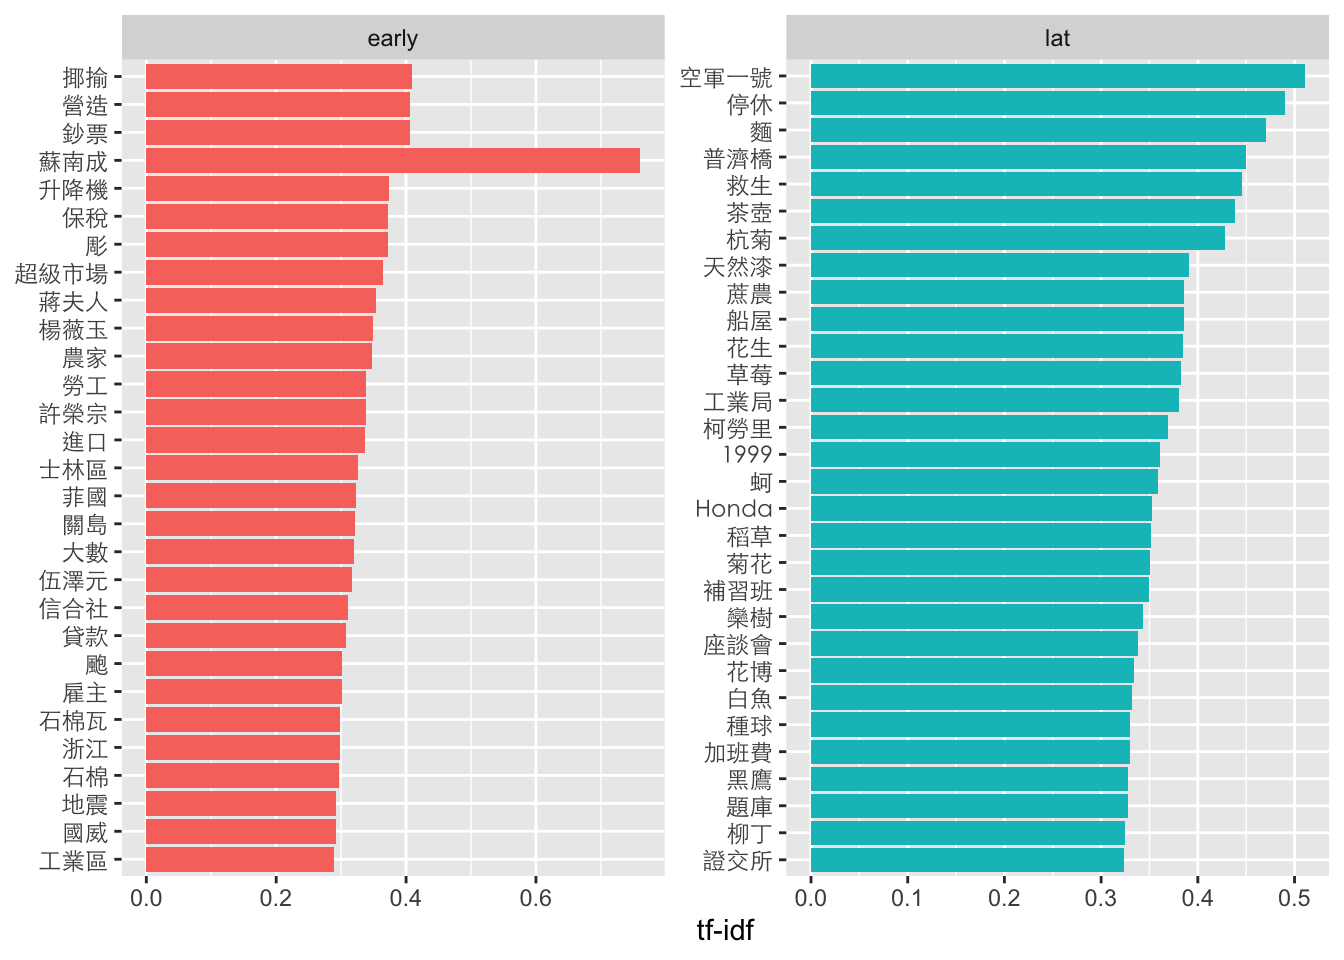 early
揶揄
營造
鈔票
蘇南成
升降機
保稅
彫
超級市場
蔣夫人
楊薇玉
農家
勞工
許榮宗
進口
士林區
菲國
關島
大數
伍澤元
信合社
貸款
颱
雇主
石棉瓦
浙江
石棉
地震
國威
工業區
0.0 0.2 0.4 0.6
lat
空軍一號
停休
麵
普濟橋
救生
茶壺
杭菊
天然漆
蔗農
船屋
花生
草莓
工業局
柯勞里
1999
蚵
Honda
稻草
菊花
補習班
欒樹
座談會
花博
白魚
種球
加班費
黑鷹
題庫
柳丁
證交所
0.0 0.1 0.2 0.3 0.4 0.5
tf-idf